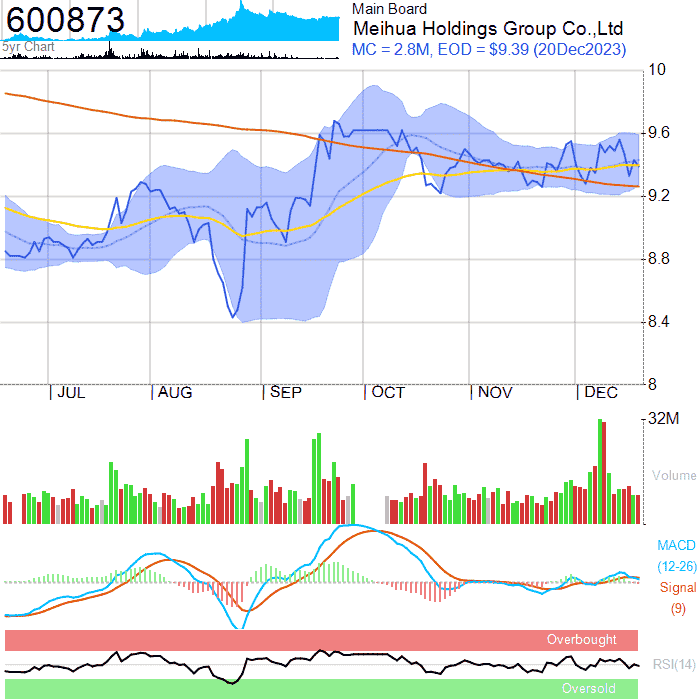 600873
5yr Chart
Main Board
Meihua Holdings Group Co.,Ltd
MC = 2.8M, EOD = $9.39 (20Dec2023)
10
9.6
9.2
8.8
8.4
8
JUL AUG SEP OCT NOV DEC
32M
Volume
MACD
(12-26)
Signal
(9)
Overbought
RSI(14)
Oversold